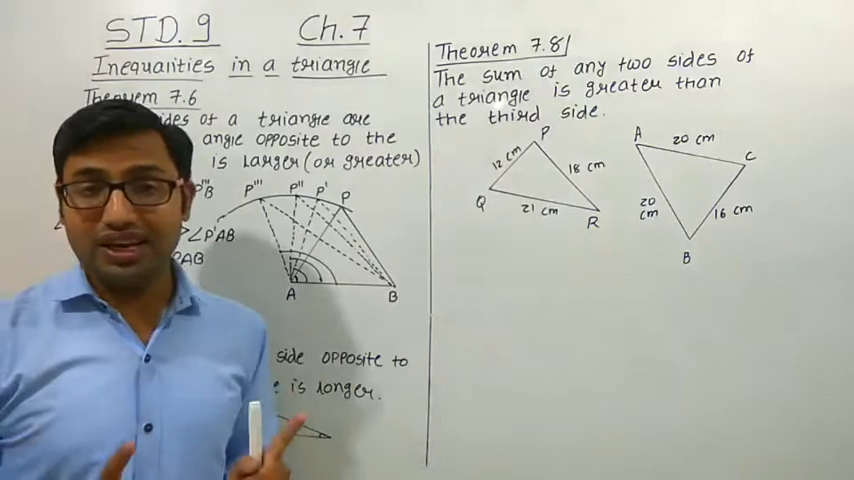 STD. 9 Ch. 7
Inequalities in a triangle
Theorem 7.6
sides of a triangle are
angle opposite to the
is larger (or greater)
P'''B
∠P'AB
PAB
P''' P'' P' P
A B
side opposite to
is longer.
Theorem 7.8
The sum of any two sides of
a triangle is greater than
the third side.
P
12 cm 18 cm
Q 21 cm R
A 20 cm C
20 cm 16 cm
B